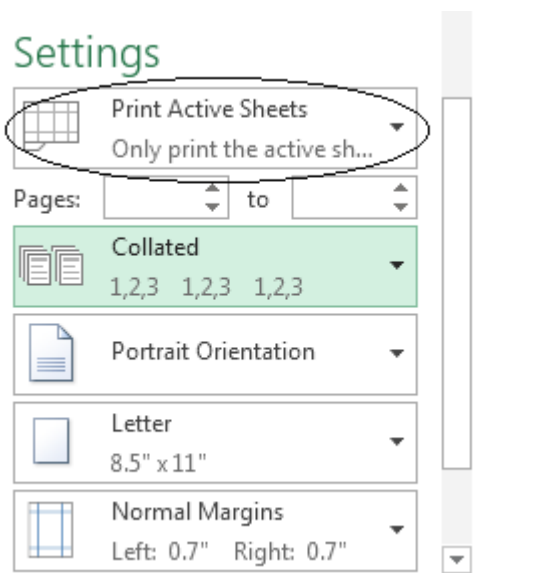 Settings
Print Active Sheets
Only print the active sh...
Pages: to
Collated
1,2,3 1,2,3 1,2,3
Portrait Orientation
Letter
8.5" x 11"
Normal Margins
Left: 0.7" Right: 0.7"